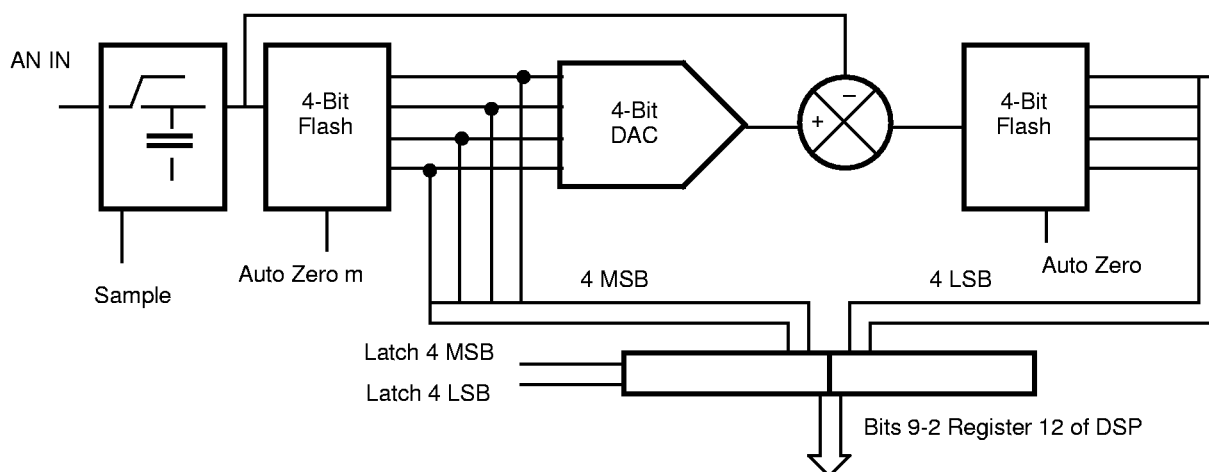 AN IN
4-Bit
Flash
4-Bit
DAC
−
+
4-Bit
Flash
Sample
Auto Zero m
Auto Zero
4 MSB
4 LSB
Latch 4 MSB
Latch 4 LSB
Bits 9-2 Register 12 of DSP